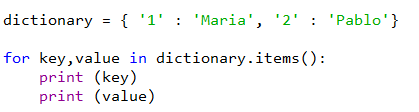 dictionary = { '1' : 'Maria', '2' : 'Pablo'}
for key,value in dictionary.items():
    print (key)
    print (value)